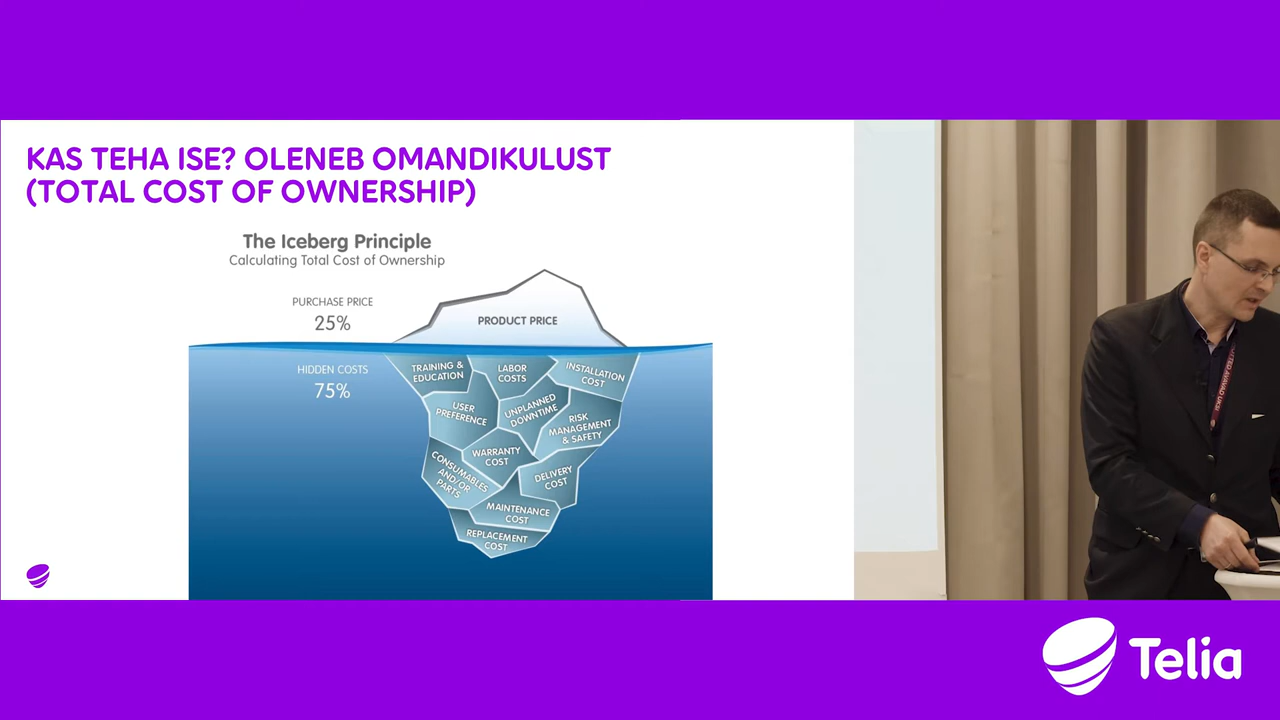 KAS TEHA ISE? OLENEB OMANDIKULUST
(TOTAL COST OF OWNERSHIP)
The Iceberg Principle
Calculating Total Cost of Ownership
PURCHASE PRICE
25%
PRODUCT PRICE
HIDDEN COSTS
75%
TRAINING &
EDUCATION
LABOR
COSTS
INSTALLATION
COST
USER
PREFERENCE
UNPLANNED
DOWNTIME
RISK
MANAGEMENT
& SAFETY
WARRANTY
COST
CONSUMABLES
AND/OR
PARTS
DELIVERY
COST
MAINTENANCE
COST
REPLACEMENT
COST
Telia